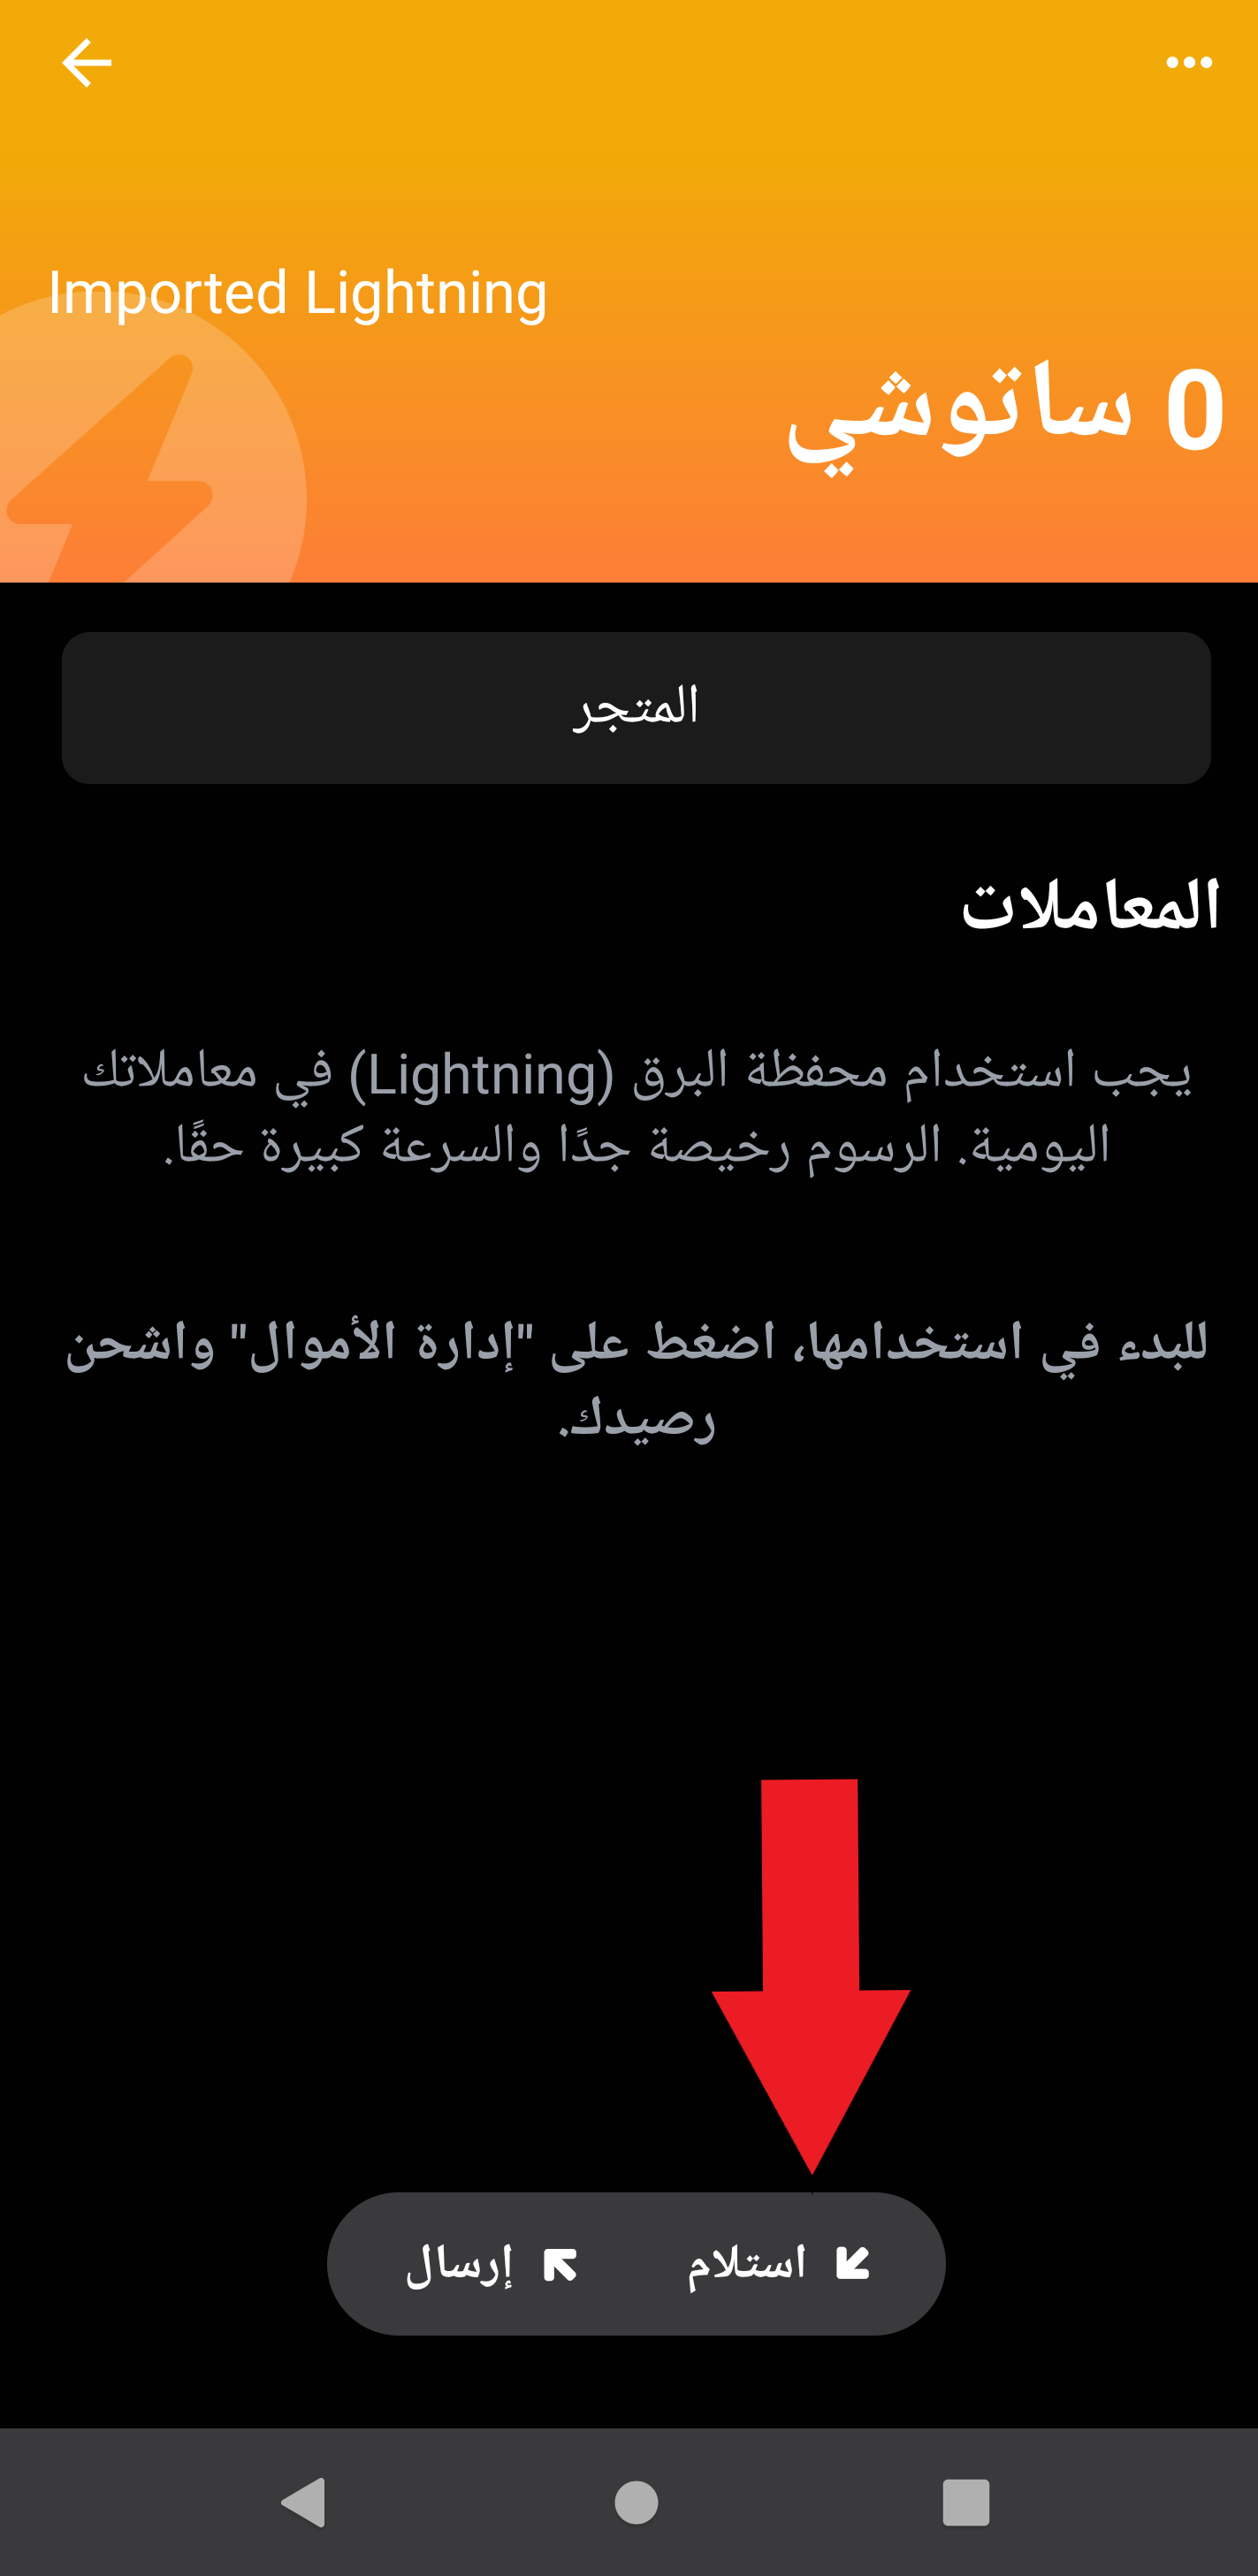 Imported Lightning
0 ساتوشي
المتجر
المعاملات
يجب استخدام محفظة البرق (Lightning) في معاملاتك
اليومية. الرسوم رخيصة جدًا والسرعة كبيرة حقًا.
للبدء في استخدامها، اضغط على "إدارة الأموال" واشحن
رصيدك.
استلام
إرسال